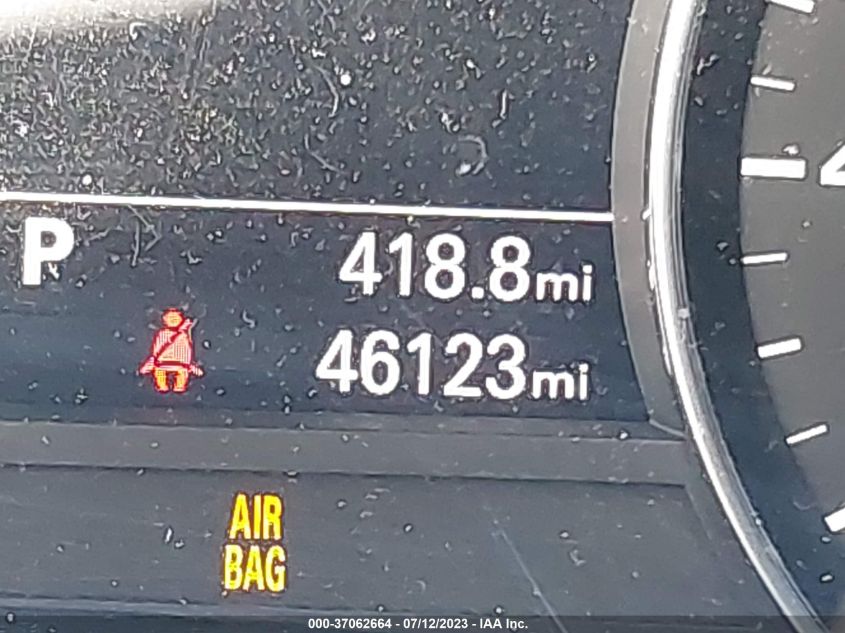 P 418.8mi
46123mi
AIR
BAG
000-37062664 - 07/12/2023 - IAA Inc.